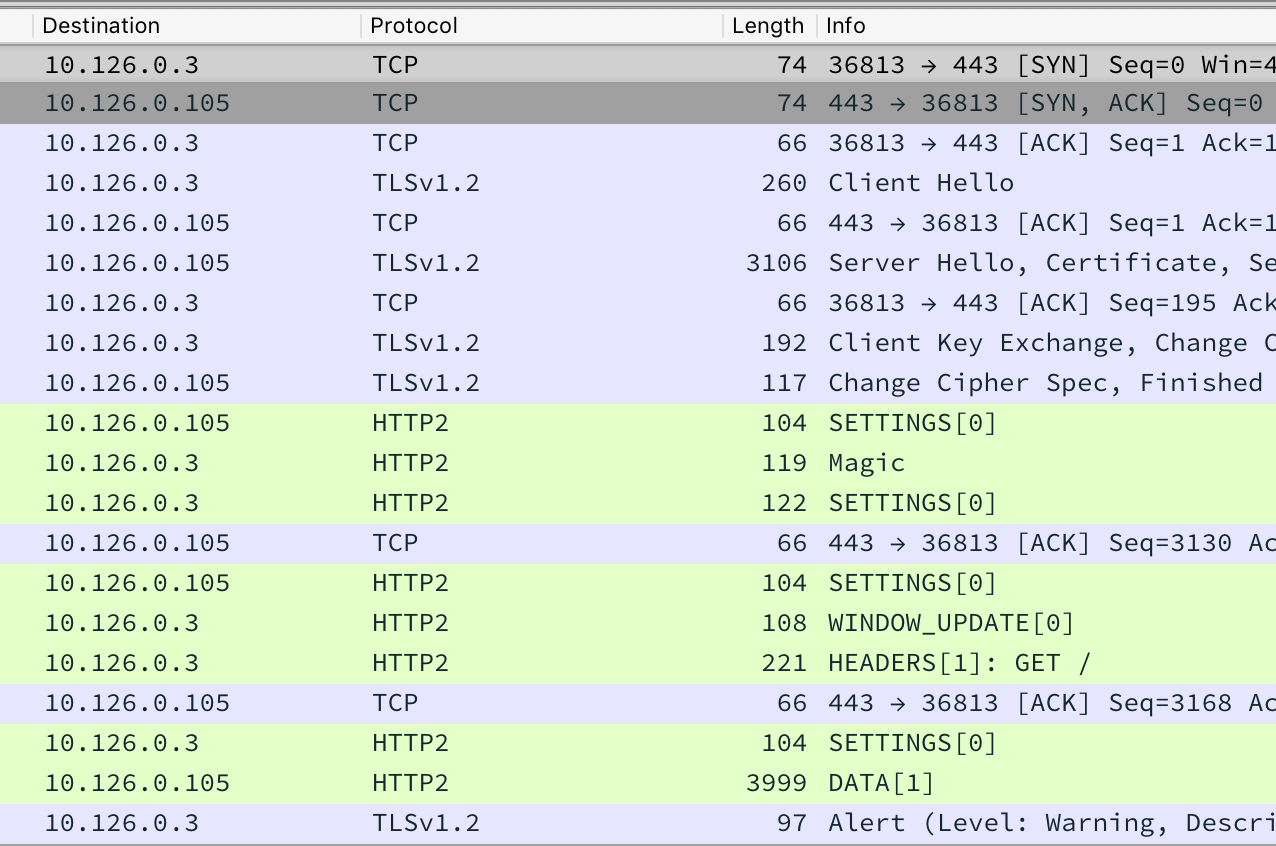 Destination Protocol Length Info
10.126.0.3 TCP 74 36813 → 443 [SYN] Seq=0 Win=4
10.126.0.105 TCP 74 443 → 36813 [SYN, ACK] Seq=0
10.126.0.3 TCP 66 36813 → 443 [ACK] Seq=1 Ack=1
10.126.0.3 TLSv1.2 260 Client Hello
10.126.0.105 TCP 66 443 → 36813 [ACK] Seq=1 Ack=1
10.126.0.105 TLSv1.2 3106 Server Hello, Certificate, Se
10.126.0.3 TCP 66 36813 → 443 [ACK] Seq=195 Ack
10.126.0.3 TLSv1.2 192 Client Key Exchange, Change C
10.126.0.105 TLSv1.2 117 Change Cipher Spec, Finished
10.126.0.105 HTTP2 104 SETTINGS[0]
10.126.0.3 HTTP2 119 Magic
10.126.0.3 HTTP2 122 SETTINGS[0]
10.126.0.105 TCP 66 443 → 36813 [ACK] Seq=3130 Ac
10.126.0.105 HTTP2 104 SETTINGS[0]
10.126.0.3 HTTP2 108 WINDOW_UPDATE[0]
10.126.0.3 HTTP2 221 HEADERS[1]: GET /
10.126.0.105 TCP 66 443 → 36813 [ACK] Seq=3168 Ac
10.126.0.3 HTTP2 104 SETTINGS[0]
10.126.0.105 HTTP2 3999 DATA[1]
10.126.0.3 TLSv1.2 97 Alert (Level: Warning, Descri